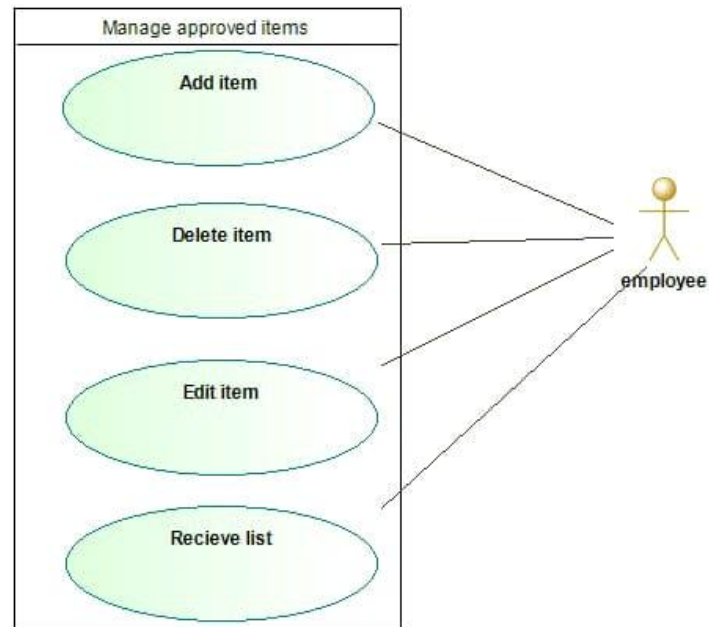 Manage approved items
Add item
Delete item
employee
Edit item
Recieve list